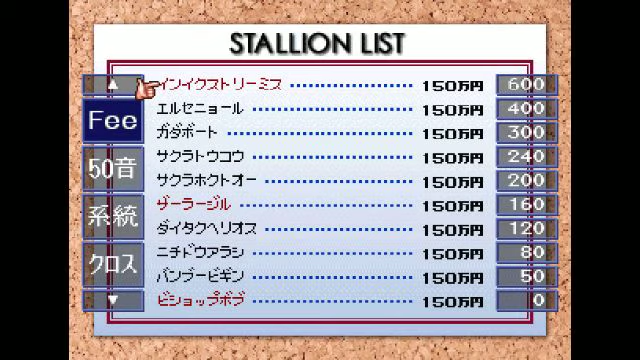 STALLION LIST
▲ インイクストリーミス 150万円 600
Fee エルセニョール 150万円 400
ガダボート 150万円 300
50音 サクラトウコウ 150万円 240
サクラホクトオー 150万円 200
系統 ザーラージル 150万円 160
ダイタクヘリオス 150万円 120
クロス ニチドウアラシ 150万円 80
バンブービギン 150万円 50
▼ ビショップボブ 150万円 0